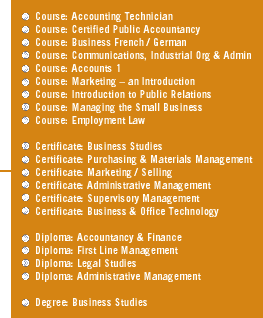 Course: Accounting Technician
Course: Certified Public Accountancy
Course: Business French / German
Course: Communications, Industrial Org & Admin
Course: Accounts 1
Course: Marketing – an Introduction
Course: Introduction to Public Relations
Course: Managing the Small Business
Course: Employment Law
Certificate: Business Studies
Certificate: Purchasing & Materials Management
Certificate: Marketing / Selling
Certificate: Administrative Management
Certificate: Supervisory Management
Certificate: Business & Office Technology
Diploma: Accountancy & Finance
Diploma: First Line Management
Diploma: Legal Studies
Diploma: Administrative Management
Degree: Business Studies